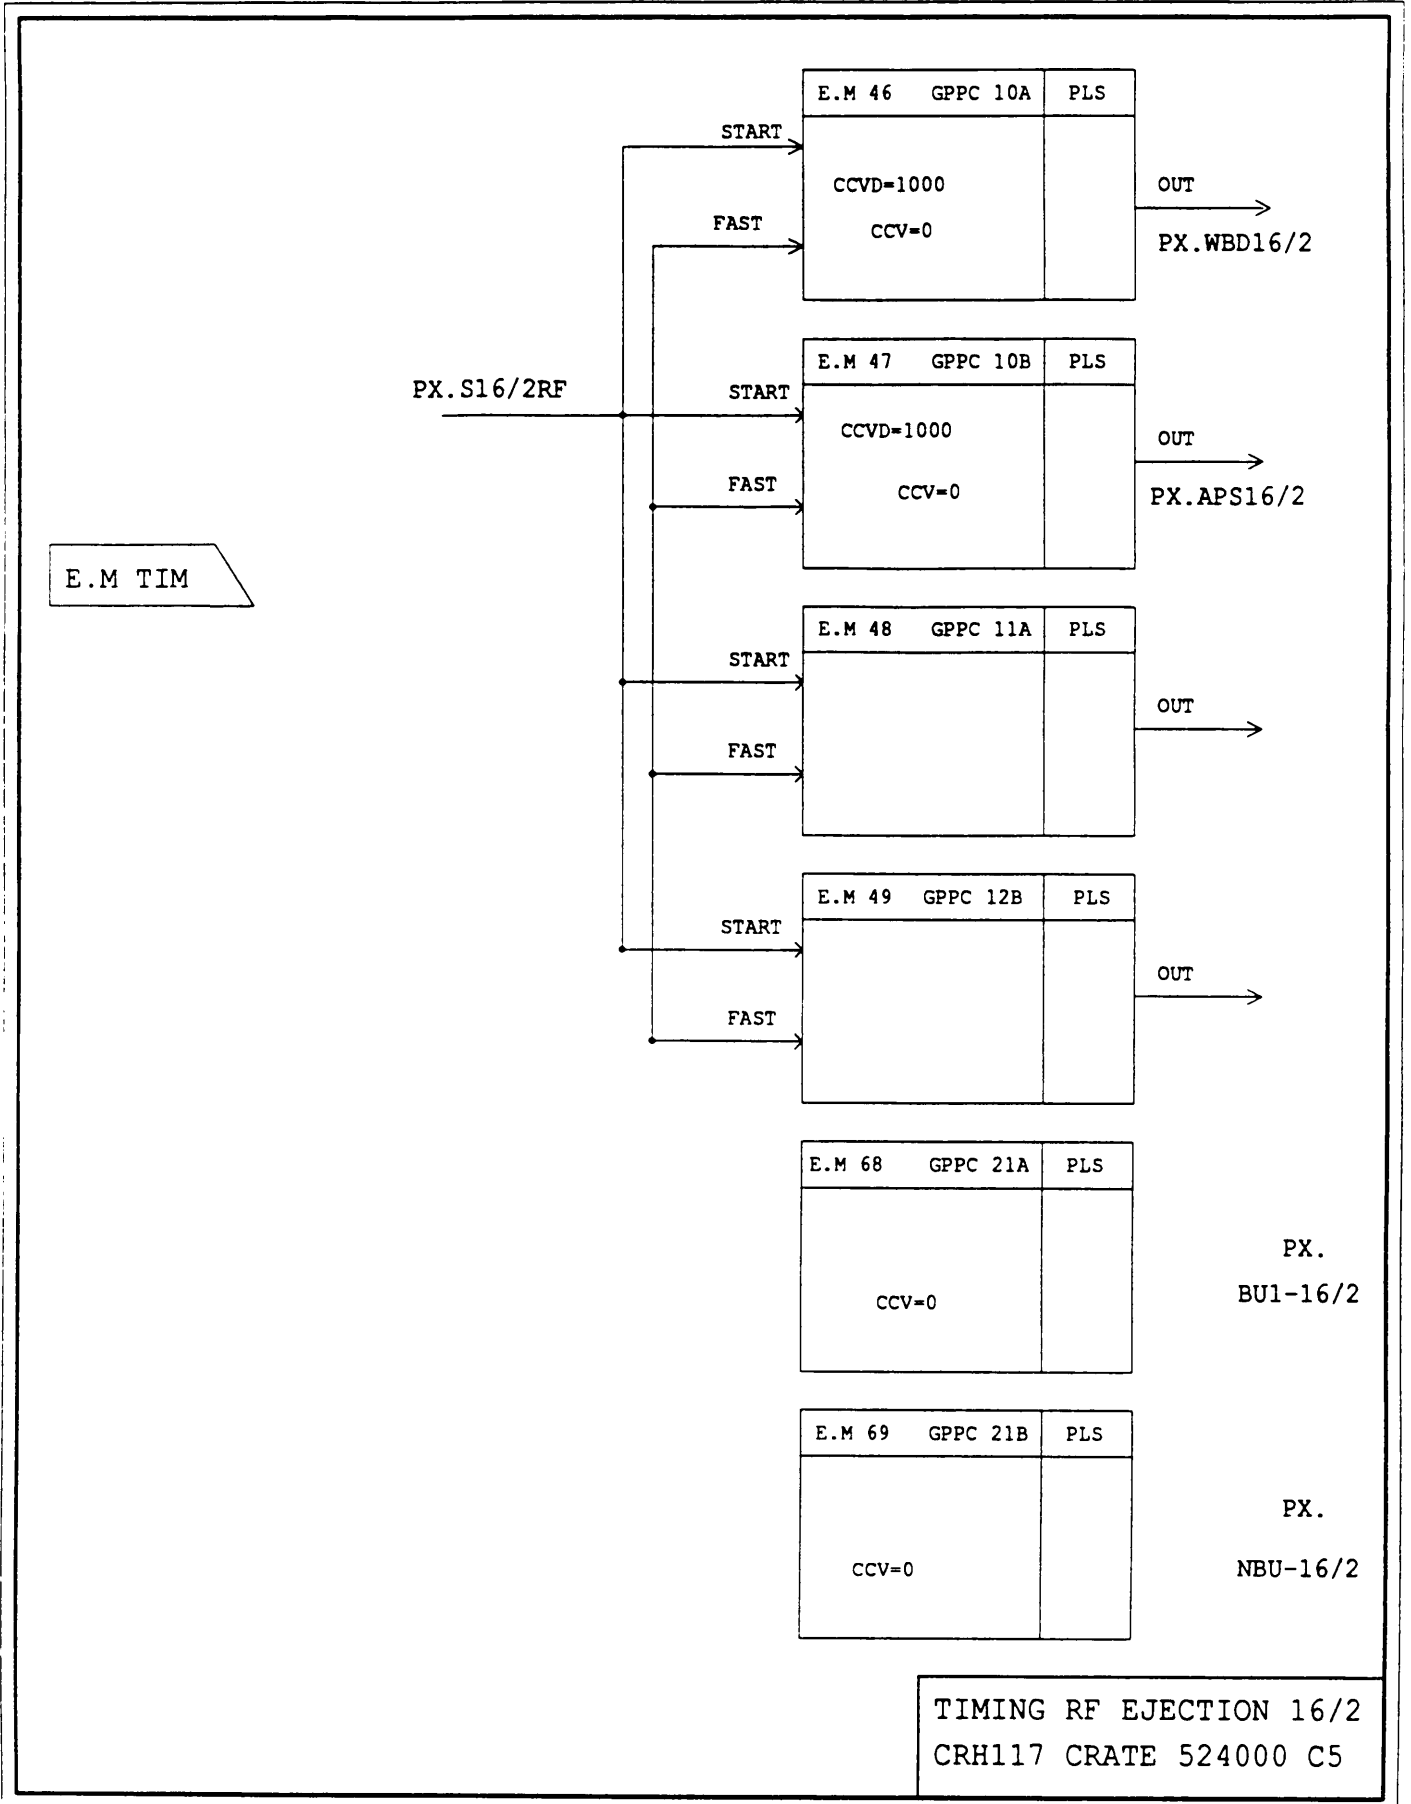 E.M 46 GPPC 10A PLS
START
CCVD=1000
OUT
FAST
CCV=0
PX.WBD16/2
E.M 47 GPPC 10B PLS
PX.S16/2RF
START
CCVD=1000
OUT
FAST
CCV=0
PX.APS16/2
E.M TIM
E.M 48 GPPC 11A PLS
START
OUT
FAST
E.M 49 GPPC 12B PLS
START
OUT
FAST
E.M 68 GPPC 21A PLS
PX.
BU1-16/2
CCV=0
E.M 69 GPPC 21B PLS
PX.
NBU-16/2
CCV=0
TIMING RF EJECTION 16/2
CRH117 CRATE 524000 C5